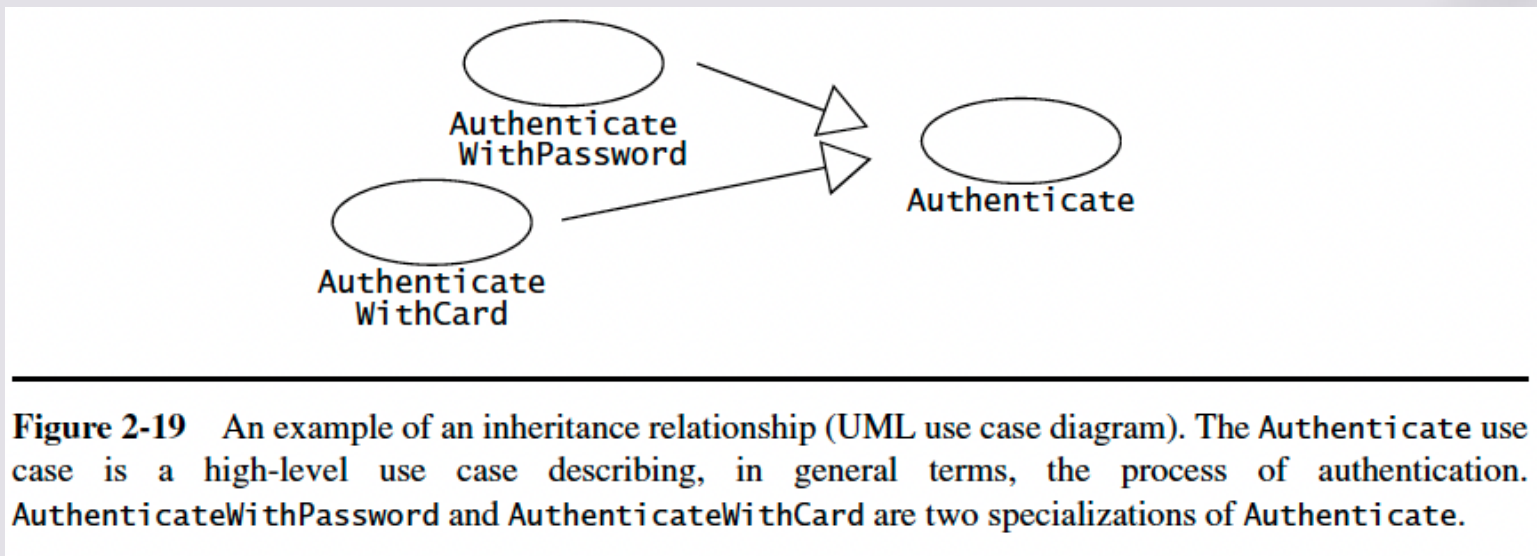 Authenticate
WithPassword
Authenticate
Authenticate
WithCard
Figure 2-19 An example of an inheritance relationship (UML use case diagram). The Authenticate use
case is a high-level use case describing, in general terms, the process of authentication.
AuthenticateWithPassword and AuthenticateWithCard are two specializations of Authenticate.